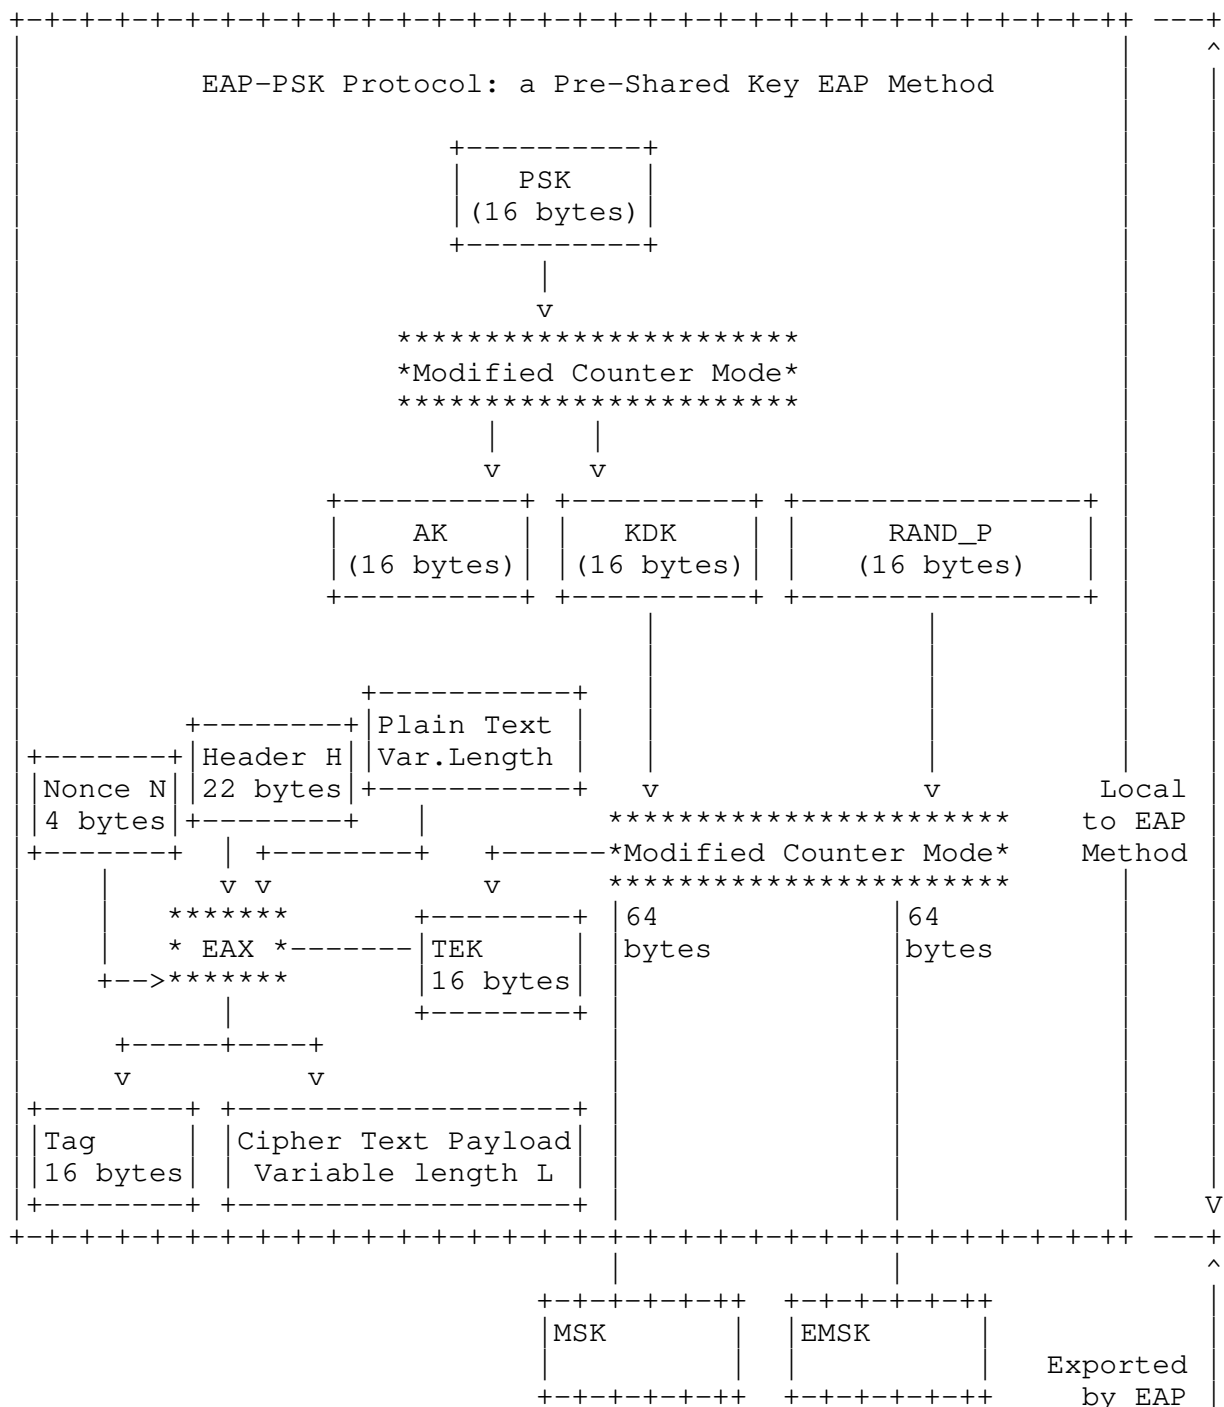 EAP-PSK Protocol: a Pre-Shared Key EAP Method
PSK
(16 bytes)
v
***********************
*Modified Counter Mode*
***********************
v v
AK KDK RAND_P
(16 bytes) (16 bytes) (16 bytes)
Plain Text
Header H Var.Length
Nonce N 22 bytes v v Local
4 bytes *********************** to EAP
*Modified Counter Mode* Method
v v v ***********************
******* 64 64
* EAX * TEK bytes bytes
******* 16 bytes
v v
Tag Cipher Text Payload
16 bytes Variable length L
V
MSK EMSK
Exported
by EAP